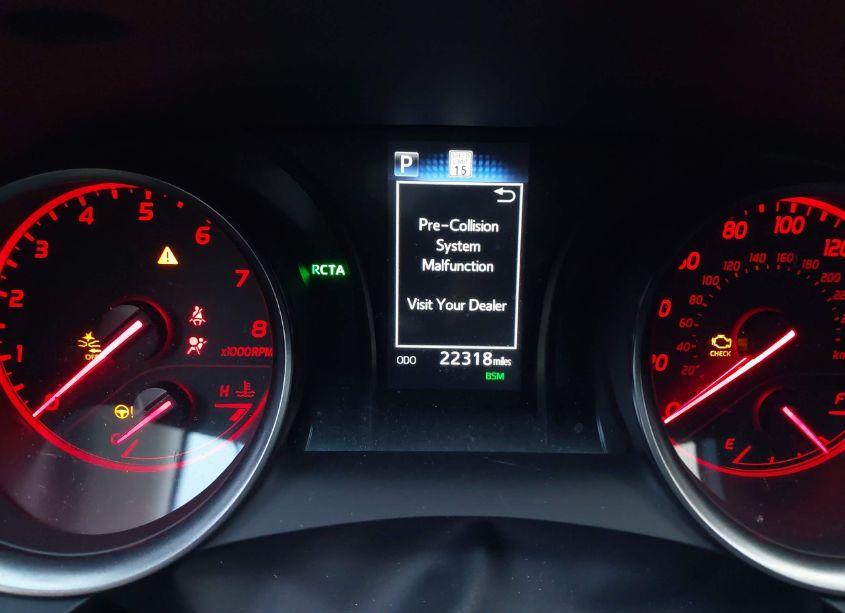 P
15
Pre-Collision
System
Malfunction
Visit Your Dealer
ODO 22318 miles
BSM
RCTA
0
1
2
3
4
5
6
7
8
x1000RPM
OFF
C
H
20
80
100
120
20
40
60
80
100
120
140
160
180
200
km
CHECK
E
F